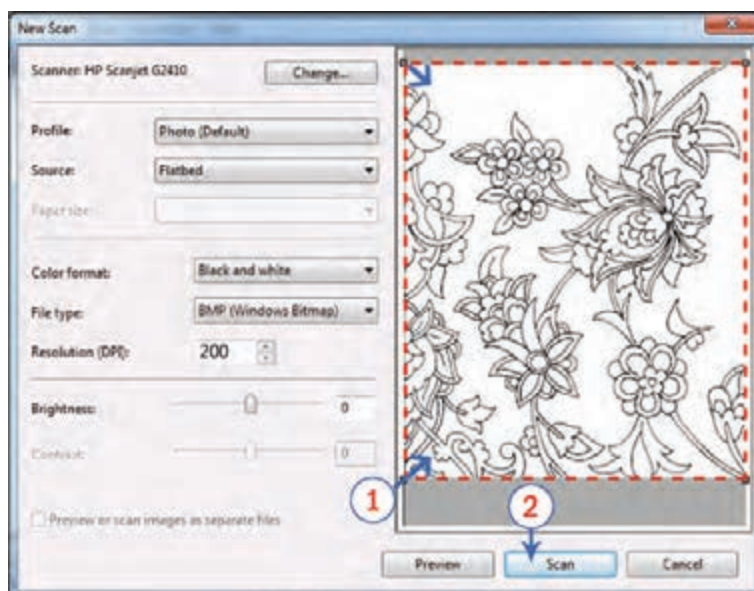 New Scan
Scanner: HP Scanjet G2410
Change...
Profile: Photo (Default)
Source: Flatbed
Paper size:
Color format: Black and white
File type: BMP (Windows Bitmap)
Resolution (DPI): 200
Brightness: 0
Contrast: 0
Preview or scan images as separate files
1
2
Preview Scan Cancel